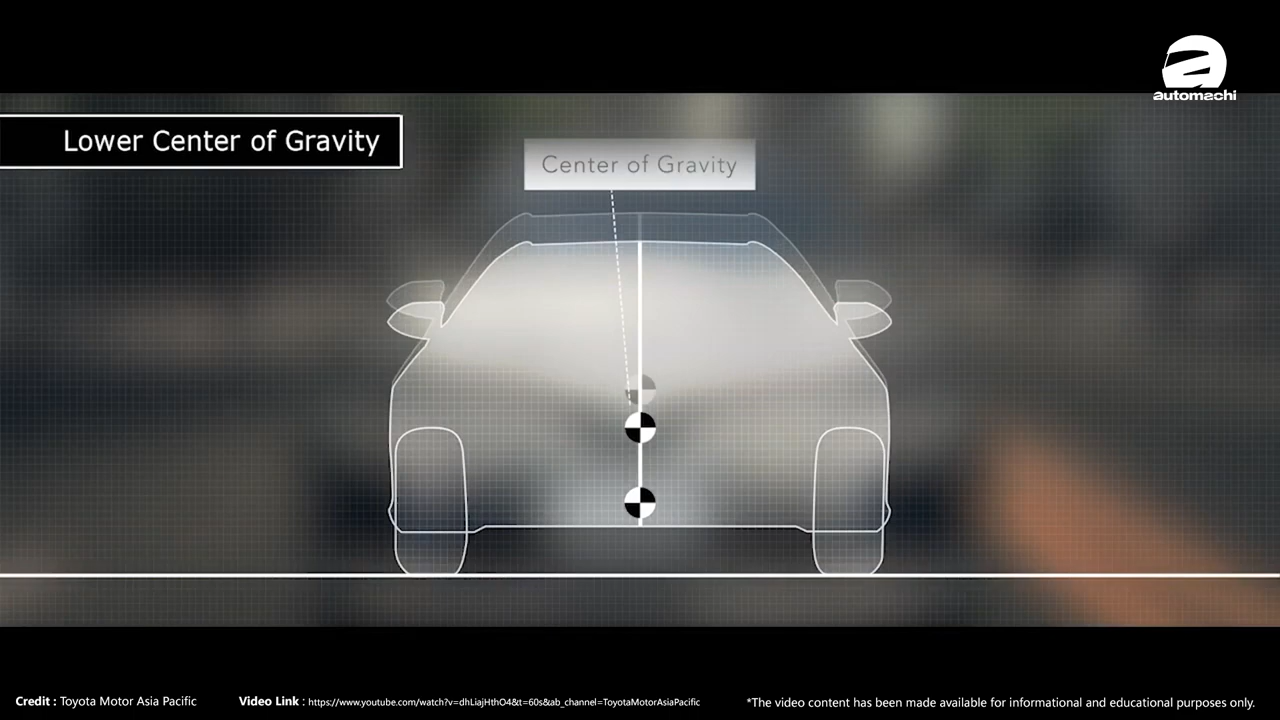 automachi
Lower Center of Gravity
Center of Gravity
Credit : Toyota Motor Asia Pacific
Video Link : https://www.youtube.com/watch?v=dhLiajHthO4&t=60s&ab_channel=ToyotaMotorAsiaPacific
*The video content has been made available for informational and educational purposes only.